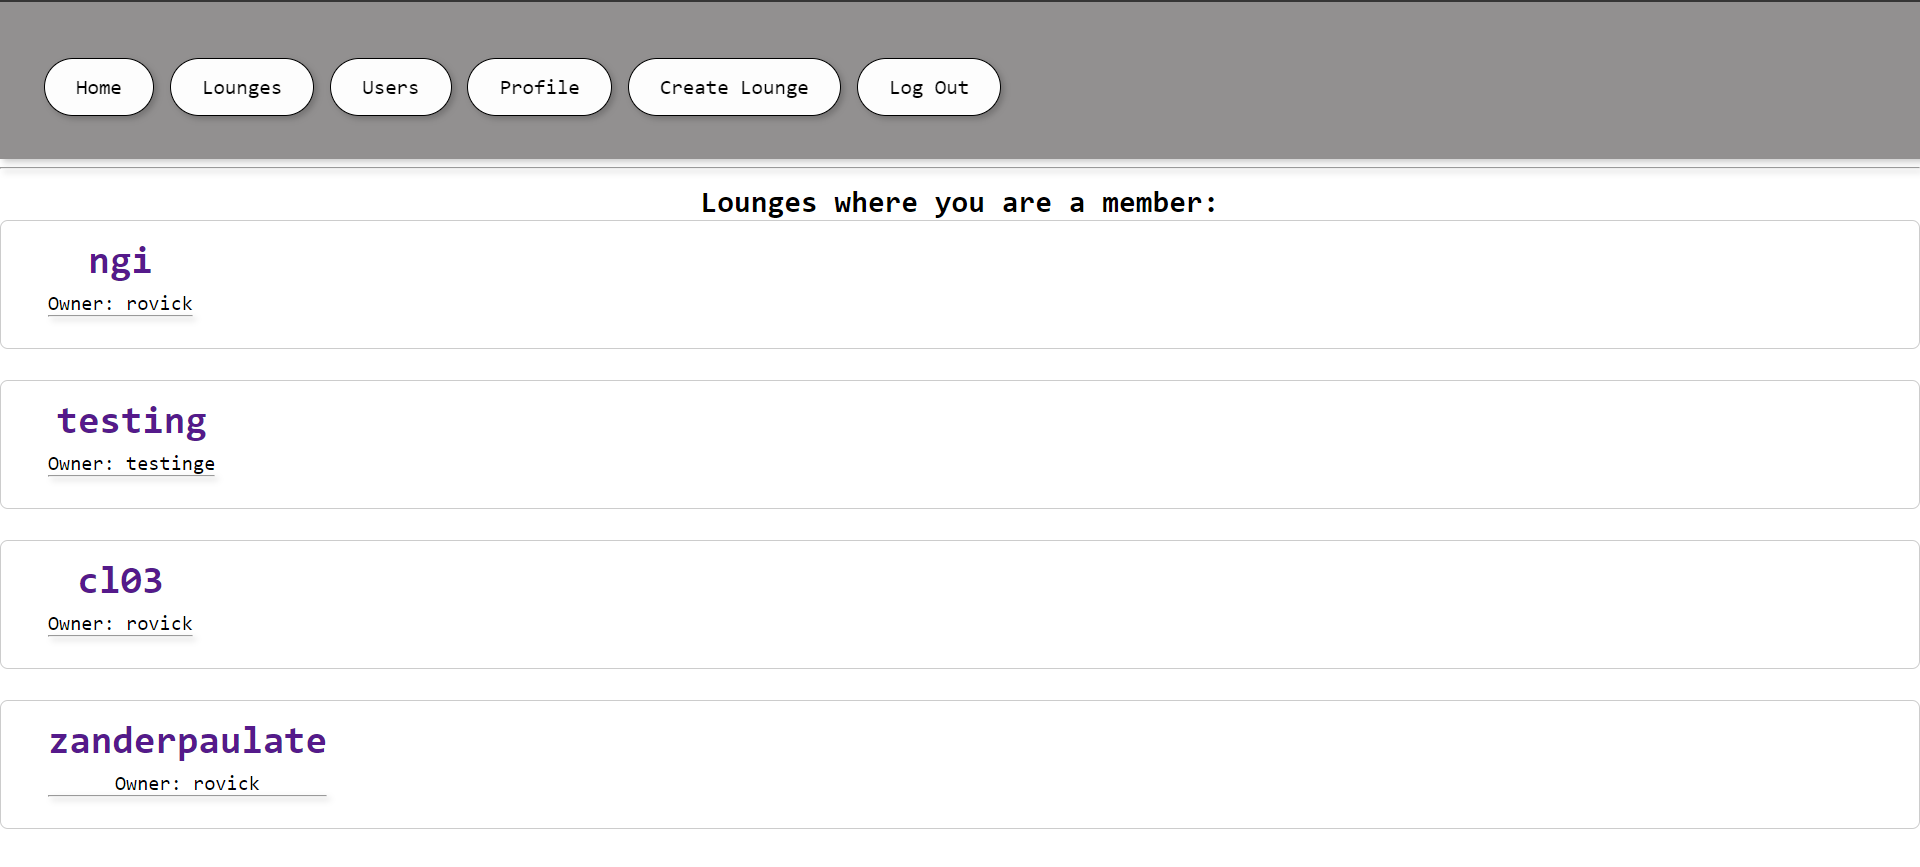 Home Lounges Users Profile Create Lounge Log Out
Lounges where you are a member:
ngi
Owner: rovick
testing
Owner: testinge
cl03
Owner: rovick
zanderpaulate
Owner: rovick